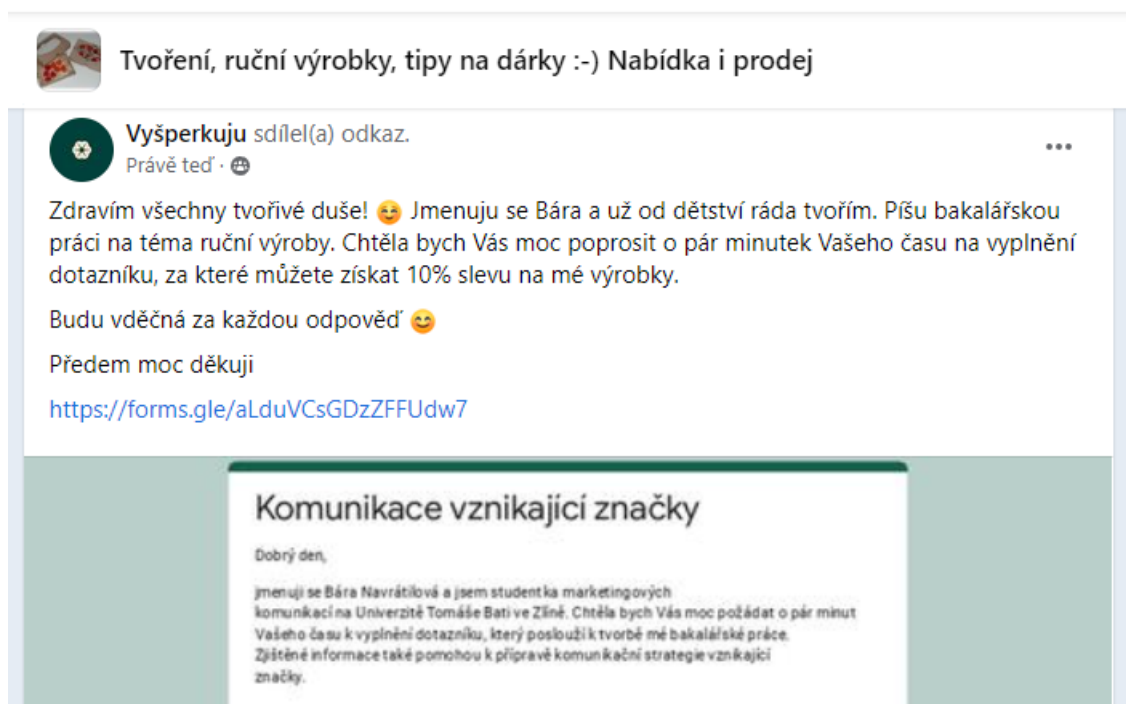 Tvoření, ruční výrobky, tipy na dárky :-) Nabídka i prodej
Vyšperkuju sdílel(a) odkaz.
Právě teď ·
Zdravím všechny tvořivé duše! 😊 Jmenuju se Bára a už od dětství ráda tvořím. Píšu bakalářskou
práci na téma ruční výroby. Chtěla bych Vás moc poprosit o pár minutek Vašeho času na vyplnění
dotazníku, za které můžete získat 10% slevu na mé výrobky.
Budu vděčná za každou odpověď 😊
Předem moc děkuji
https://forms.gle/aLduVCsGDzZFFUdw7
Komunikace vznikající značky
Dobrý den,
jmenuji se Bára Navrátilová a jsem studentka marketingových
komunikací na Univerzitě Tomáše Bati ve Zlíně. Chtěla bych Vás moc požádat o pár minut
Vašeho času k vyplnění dotazníku, který poslouží k tvorbě mé bakalářské práce.
Zjištěné informace také pomohou k přípravě komunikační strategie vznikající
značky.